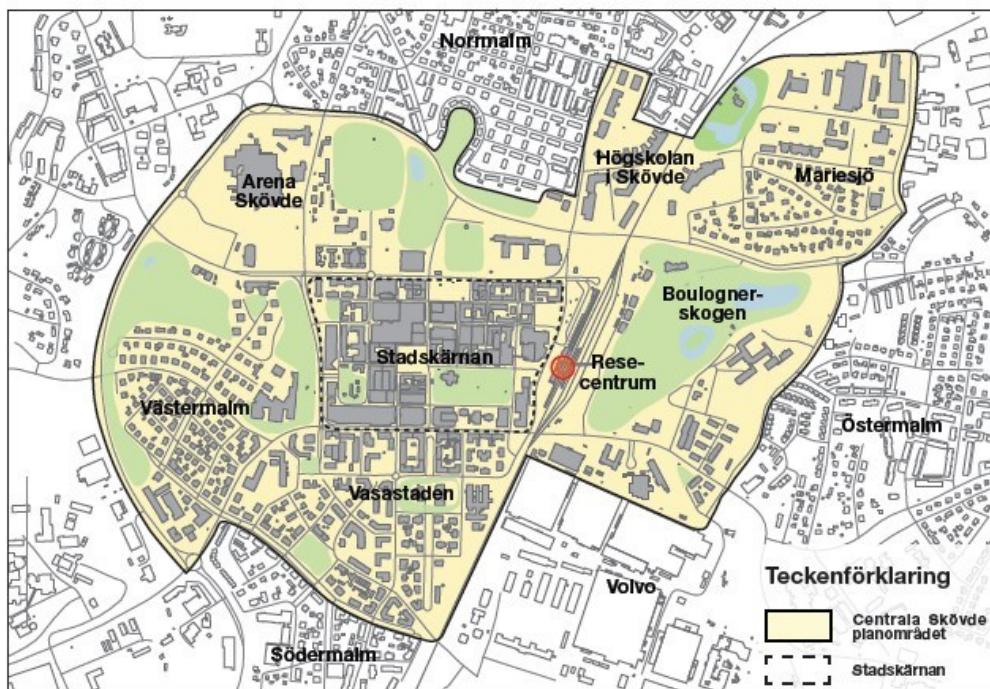 Norrmalm
Högskolan
i Skövde
Mariesjö
Arena
Skövde
Boulogner-
skogen
Stadskärnan
Rese-
centrum
Västermalm
Östermalm
Vasastaden
Volvo
Södermalm
Teckenförklaring
Centrala Skövde
planområdet
Stadskärnan